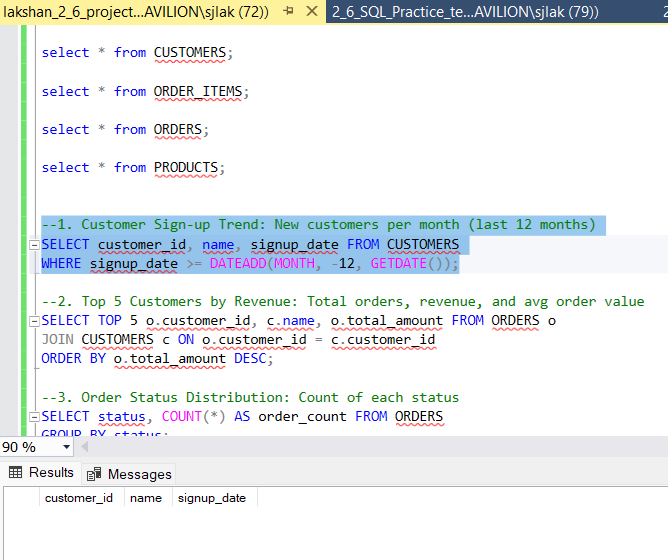 lakshan_2_6_project...AVILION\sjlak (72)) 2_6_SQL_Practice_te...AVILION\sjlak (79)) 2
select * from CUSTOMERS;
select * from ORDER_ITEMS;
select * from ORDERS;
select * from PRODUCTS;
--1. Customer Sign-up Trend: New customers per month (last 12 months)
SELECT customer_id, name, signup_date FROM CUSTOMERS
WHERE signup_date >= DATEADD(MONTH, -12, GETDATE());
--2. Top 5 Customers by Revenue: Total orders, revenue, and avg order value
SELECT TOP 5 o.customer_id, c.name, o.total_amount FROM ORDERS o
JOIN CUSTOMERS c ON o.customer_id = c.customer_id
ORDER BY o.total_amount DESC;
--3. Order Status Distribution: Count of each status
SELECT status, COUNT(*) AS order_count FROM ORDERS
GROUP BY status;
90 %
Results Messages
customer_id name signup_date